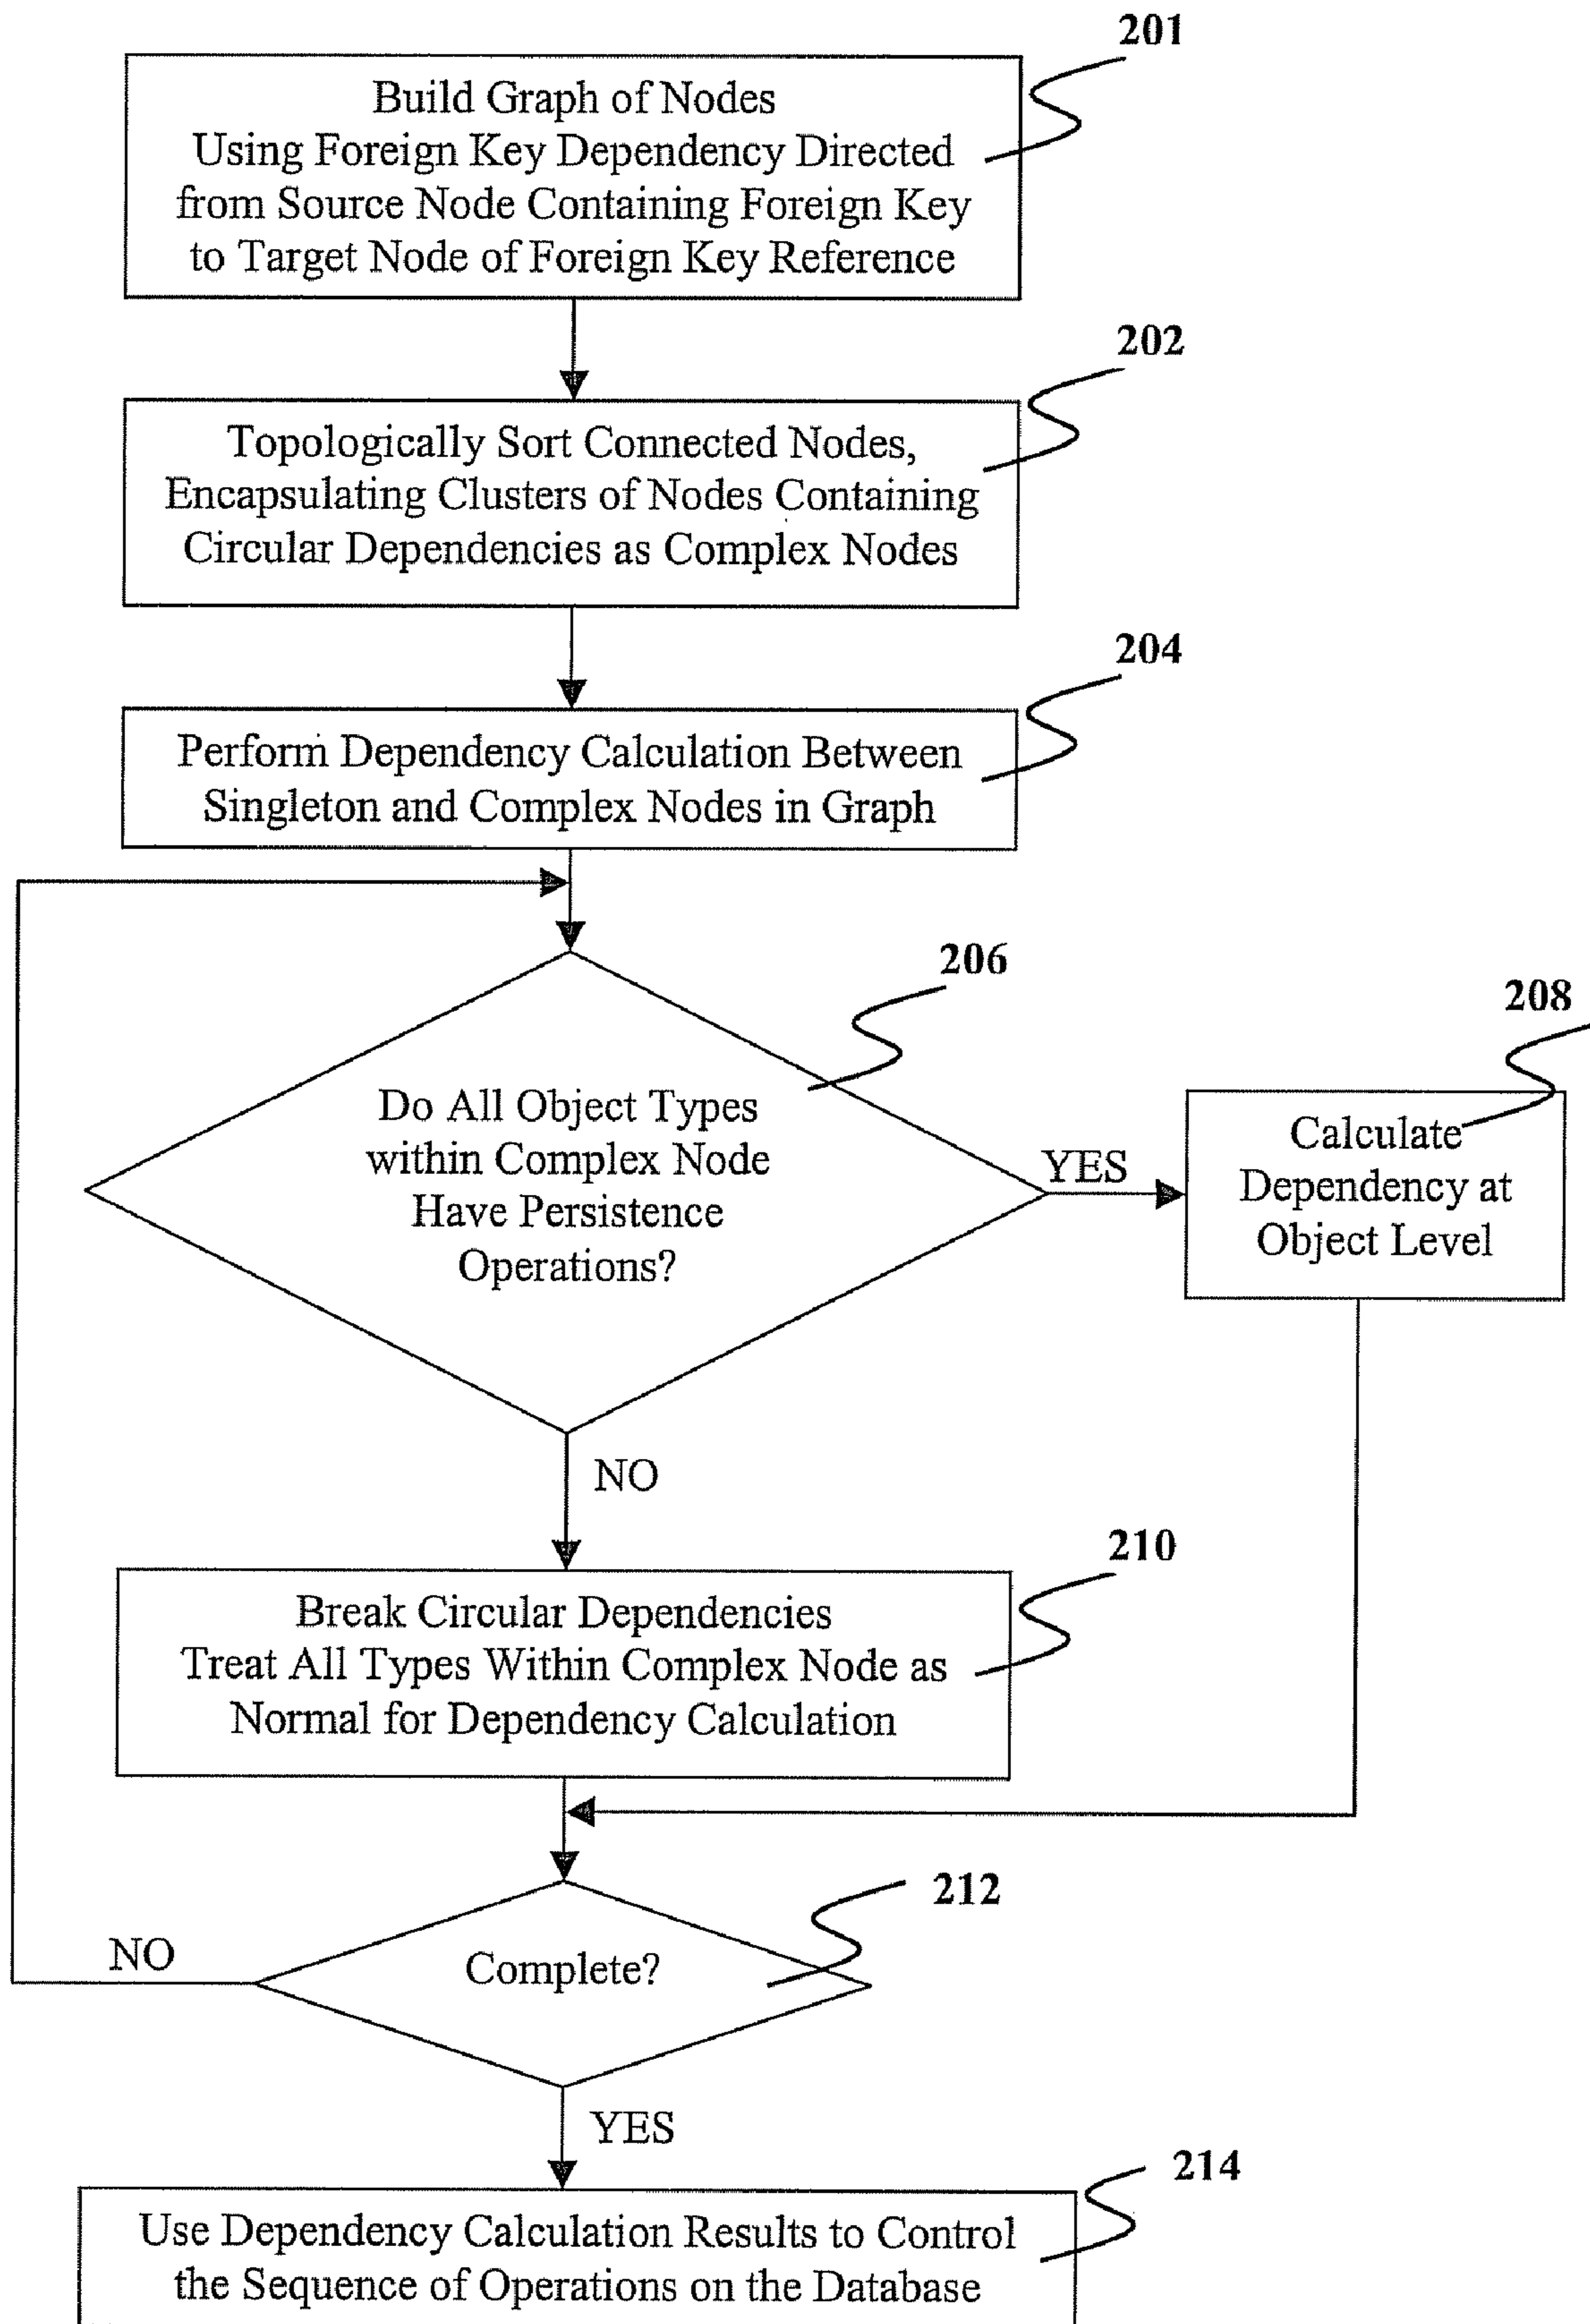 201
Build Graph of Nodes
Using Foreign Key Dependency Directed
from Source Node Containing Foreign Key
to Target Node of Foreign Key Reference
202
Topologically Sort Connected Nodes,
Encapsulating Clusters of Nodes Containing
Circular Dependencies as Complex Nodes
204
Perform Dependency Calculation Between
Singleton and Complex Nodes in Graph
206
Do All Object Types
within Complex Node
Have Persistence
Operations?
YES
208
Calculate
Dependency at
Object Level
NO
210
Break Circular Dependencies
Treat All Types Within Complex Node as
Normal for Dependency Calculation
212
Complete?
NO
YES
214
Use Dependency Calculation Results to Control
the Sequence of Operations on the Database